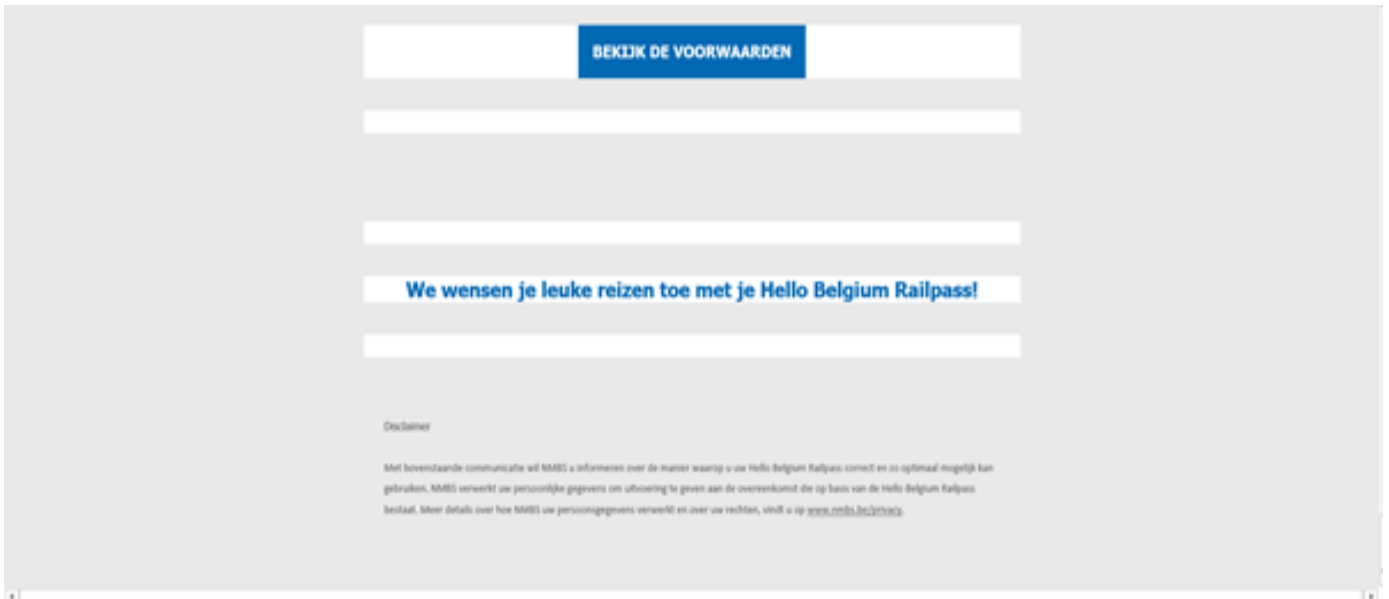 BEKIJK DE VOORWAARDEN
We wensen je leuke reizen toe met je Hello Belgium Railpass!
Disclaimer
Met bovenstaande communicatie wil NMBS u informeren over de manier waarop u uw Hello Belgium Railpass correct en zo optimaal mogelijk kan
gebruiken. NMBS verwerkt uw persoonlijke gegevens om uitvoering te geven aan de overeenkomst die op basis van de Hello Belgium Railpass
bestaat. Meer details over hoe NMBS uw persoonsgegevens verwerkt en over uw rechten, vindt u op www.nmbs.be/privacy.